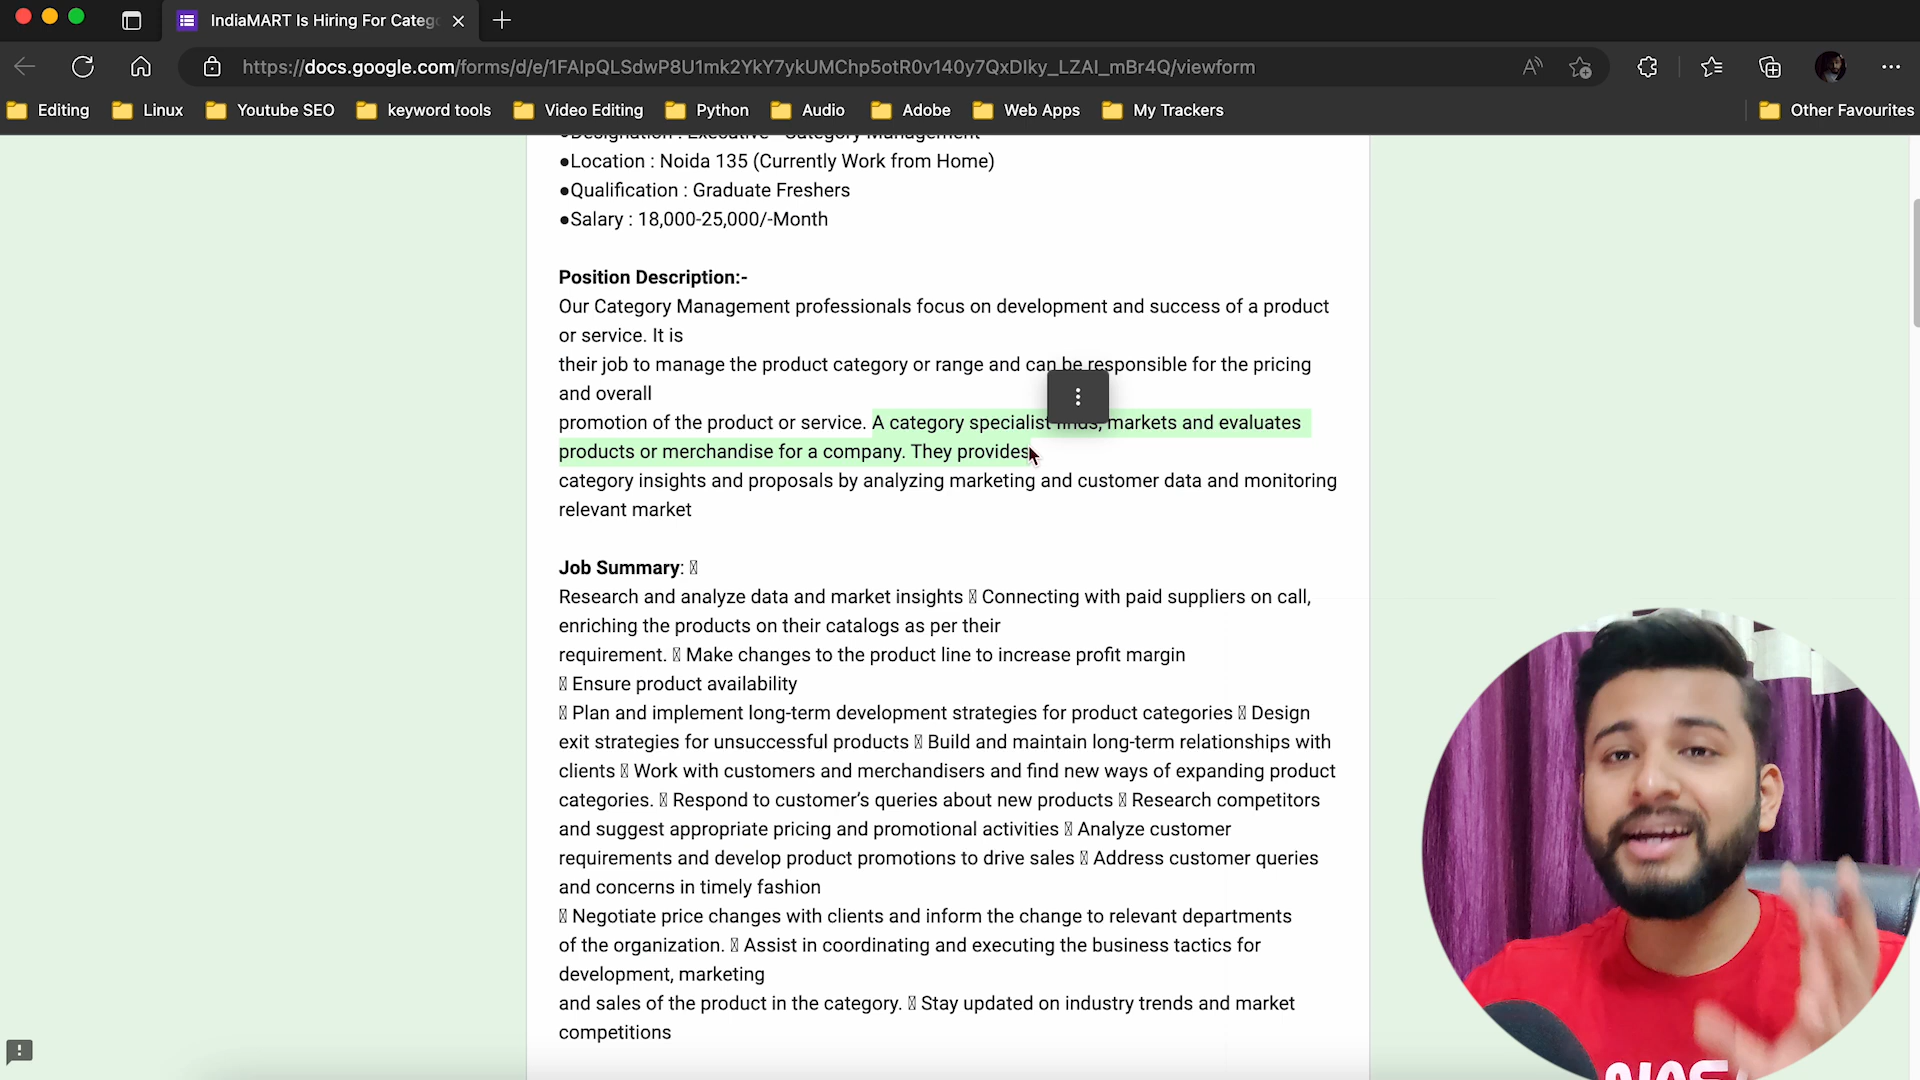 IndiaMART Is Hiring For Categ
https://docs.google.com/forms/d/e/1FAIpQLSdwP8U1mk2YkY7ykUMChp5otR0v140y7QxDIky_LZAI_mBr4Q/viewform
Editing Linux Youtube SEO keyword tools Video Editing Python Audio Adobe Web Apps My Trackers Other Favourites
●Designation : Executive - Category Management
●Location : Noida 135 (Currently Work from Home)
●Qualification : Graduate Freshers
●Salary : 18,000-25,000/-Month
Position Description:-
Our Category Management professionals focus on development and success of a product
or service. It is
their job to manage the product category or range and can be responsible for the pricing
and overall
promotion of the product or service. A category specialist finds, markets and evaluates
products or merchandise for a company. They provides
category insights and proposals by analyzing marketing and customer data and monitoring
relevant market
Job Summary:
Research and analyze data and market insights Connecting with paid suppliers on call,
enriching the products on their catalogs as per their
requirement. Make changes to the product line to increase profit margin
Ensure product availability
Plan and implement long-term development strategies for product categories Design
exit strategies for unsuccessful products Build and maintain long-term relationships with
clients Work with customers and merchandisers and find new ways of expanding product
categories. Respond to customer's queries about new products Research competitors
and suggest appropriate pricing and promotional activities Analyze customer
requirements and develop product promotions to drive sales Address customer queries
and concerns in timely fashion
Negotiate price changes with clients and inform the change to relevant departments
of the organization. Assist in coordinating and executing the business tactics for
development, marketing
and sales of the product in the category. Stay updated on industry trends and market
competitions